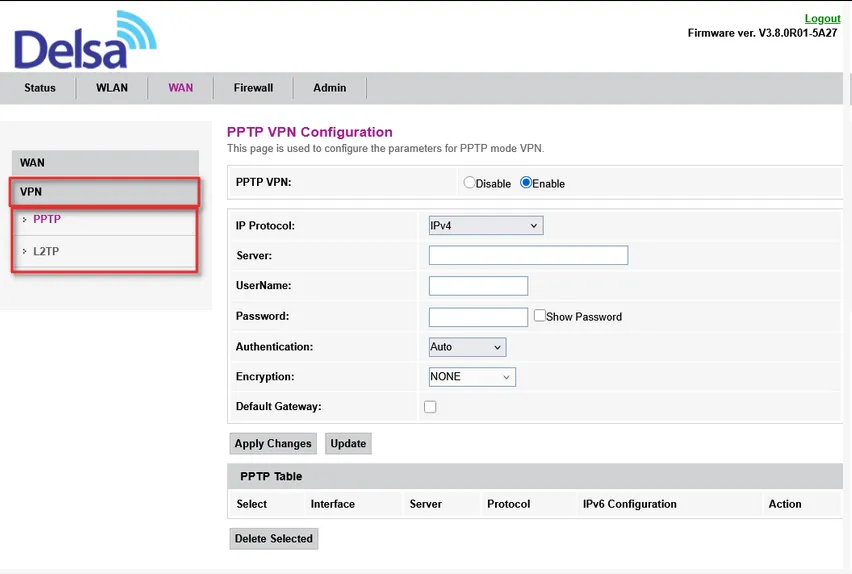 Delsa
Logout
Firmware ver. V3.8.0R01-5A27
Status WLAN WAN Firewall Admin
WAN
VPN
PPTP
L2TP
PPTP VPN Configuration
This page is used to configure the parameters for PPTP mode VPN.
PPTP VPN: Disable Enable
IP Protocol: IPv4
Server:
UserName:
Password: Show Password
Authentication: Auto
Encryption: NONE
Default Gateway:
Apply Changes Update
PPTP Table
Select Interface Server Protocol IPv6 Configuration Action
Delete Selected